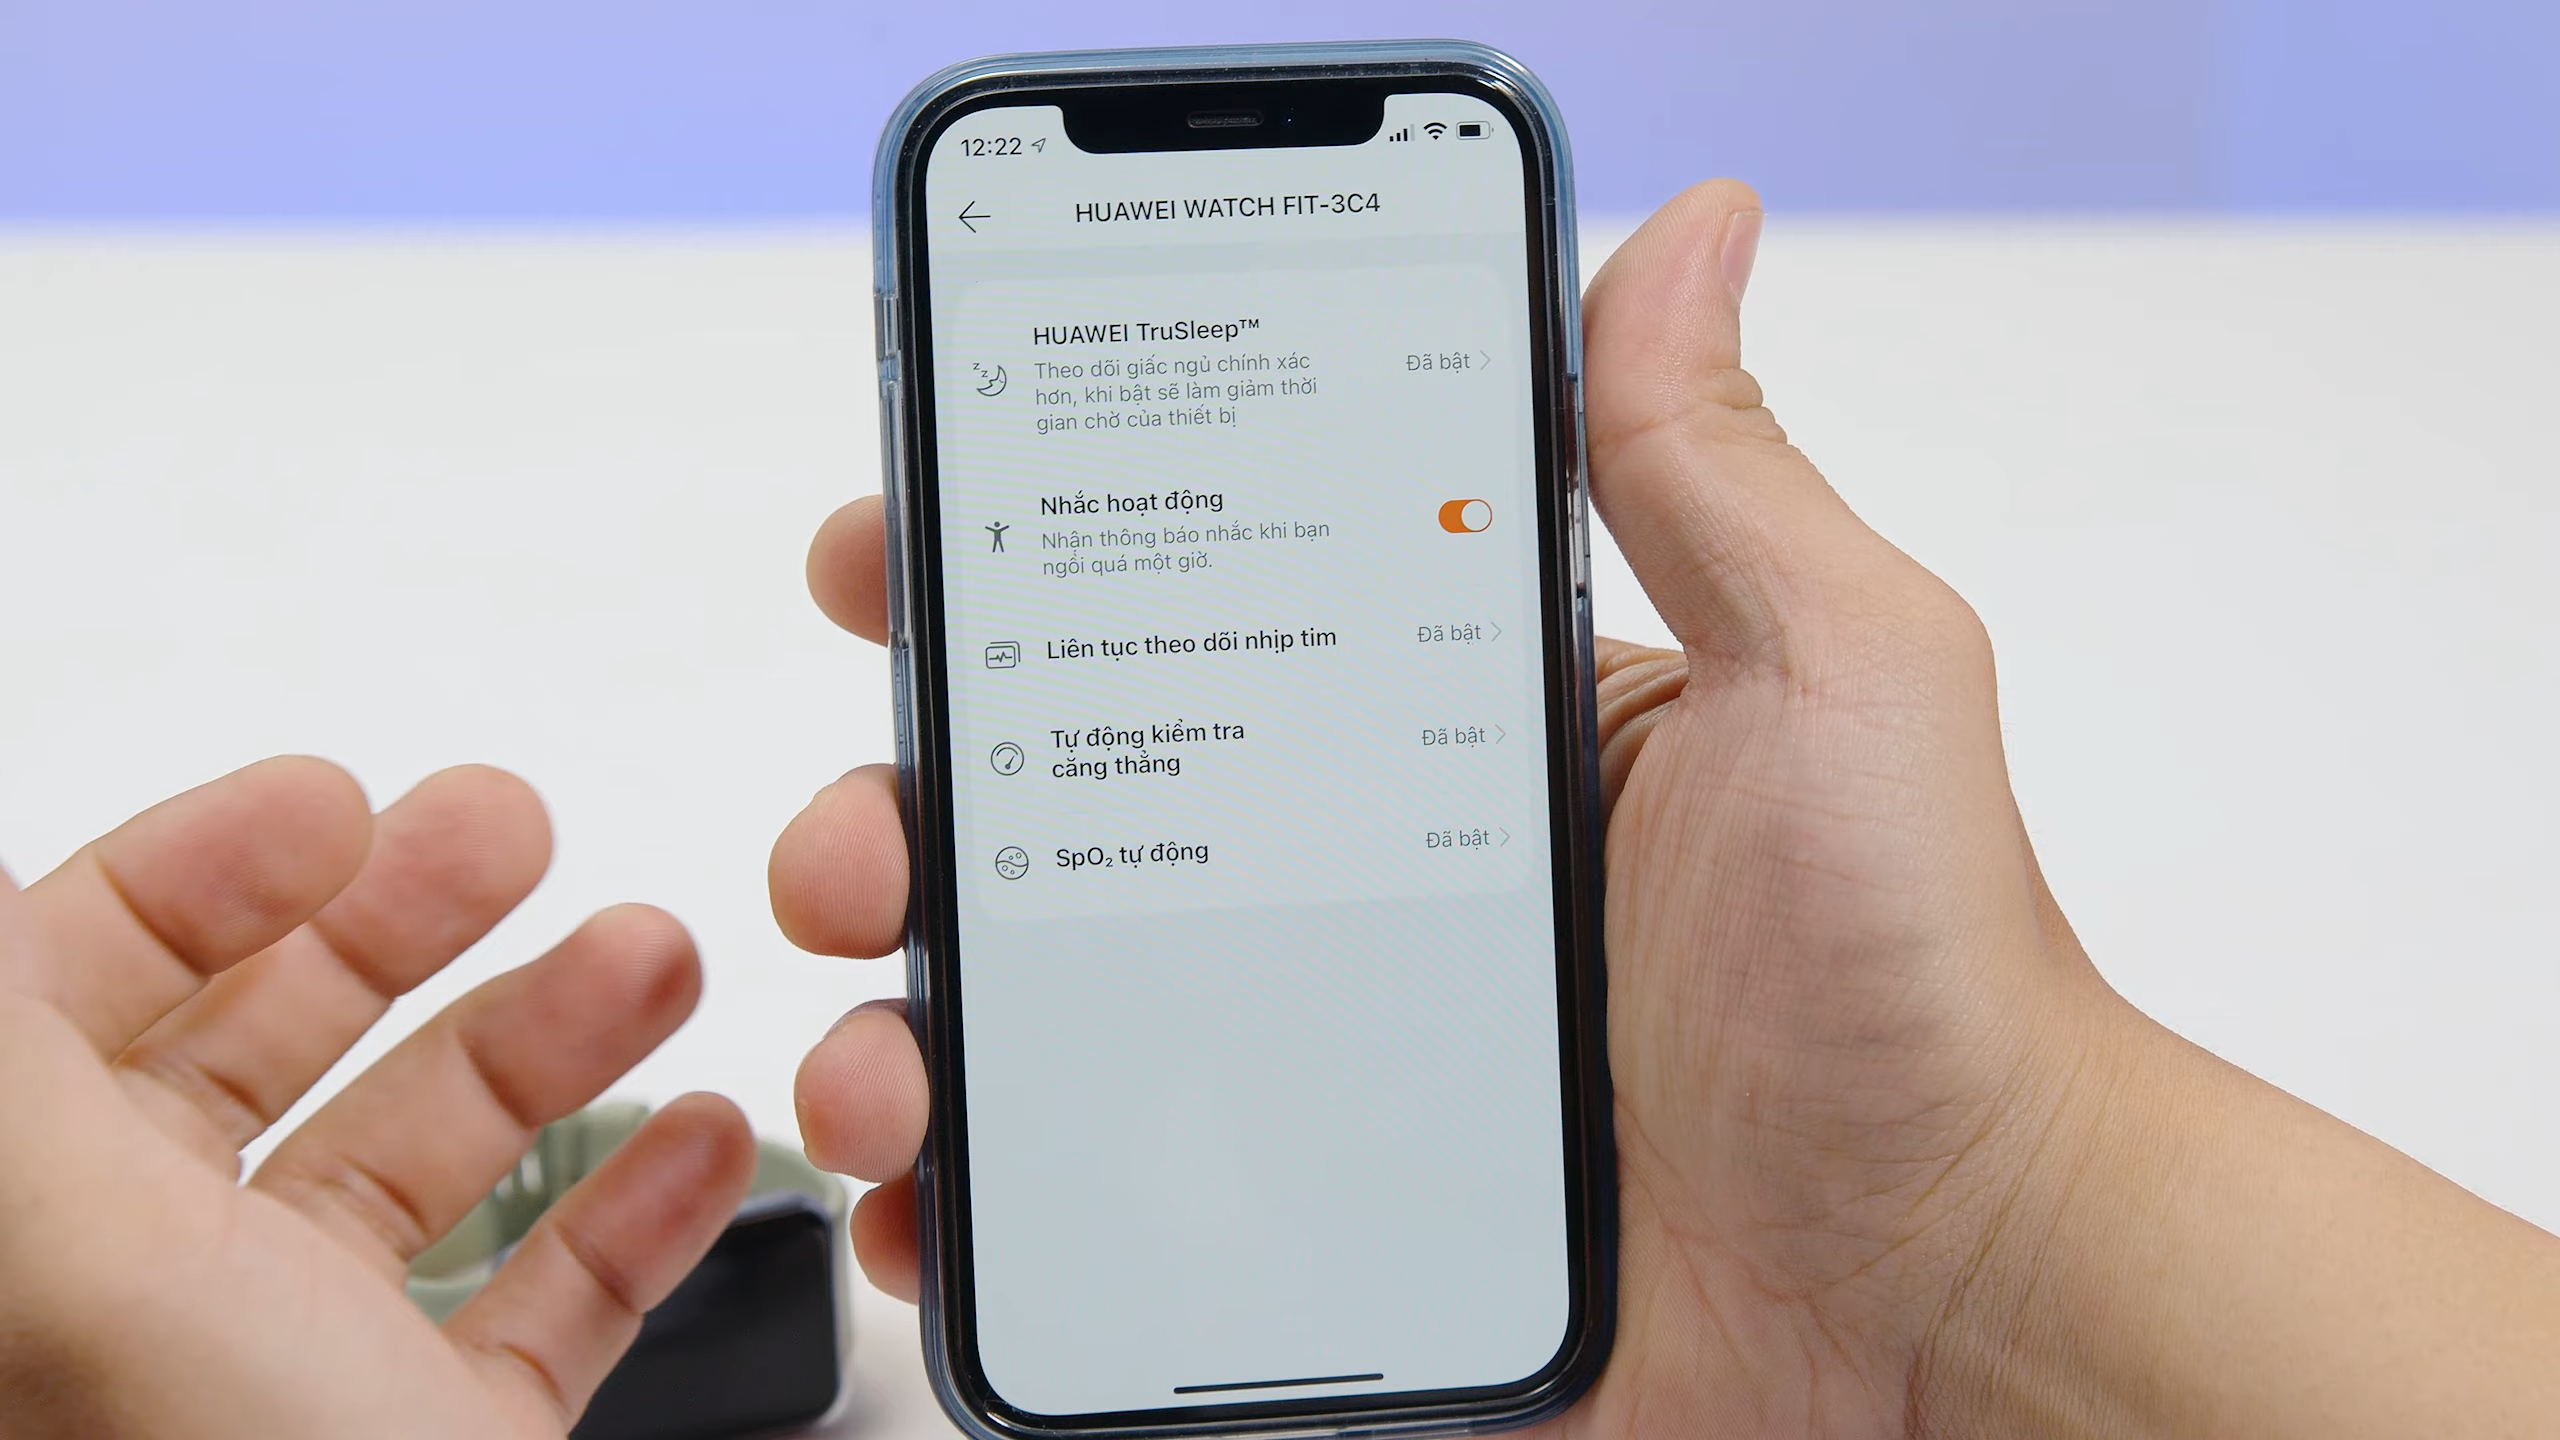 12:22
HUAWEI WATCH FIT-3C4
HUAWEI TruSleep™
Theo dõi giấc ngủ chính xác
hơn, khi bật sẽ làm giảm thời
gian chờ của thiết bị
Đã bật
Nhắc hoạt động
Nhận thông báo nhắc khi bạn
ngồi quá một giờ.
Liên tục theo dõi nhịp tim
Đã bật
Tự động kiểm tra
căng thẳng
Đã bật
SpO₂ tự động
Đã bật